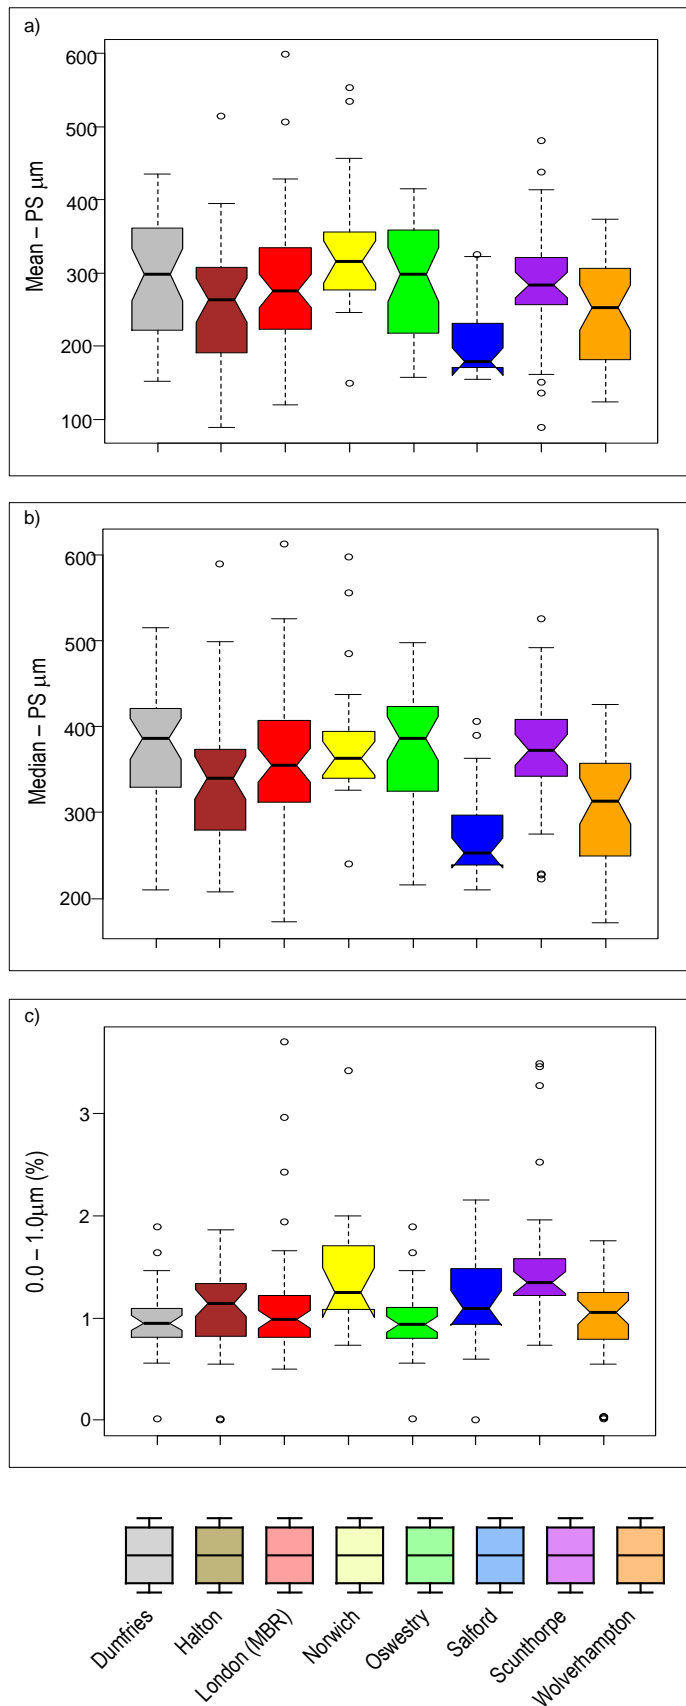 a)
Mean – PS µm
600
500
400
300
200
100
b)
Median – PS µm
600
500
400
300
200
c)
0.0 – 1.0µm (%)
3
2
1
0
Dumfries
Halton
London (MBR)
Norwich
Oswestry
Salford
Scunthorpe
Wolverhampton